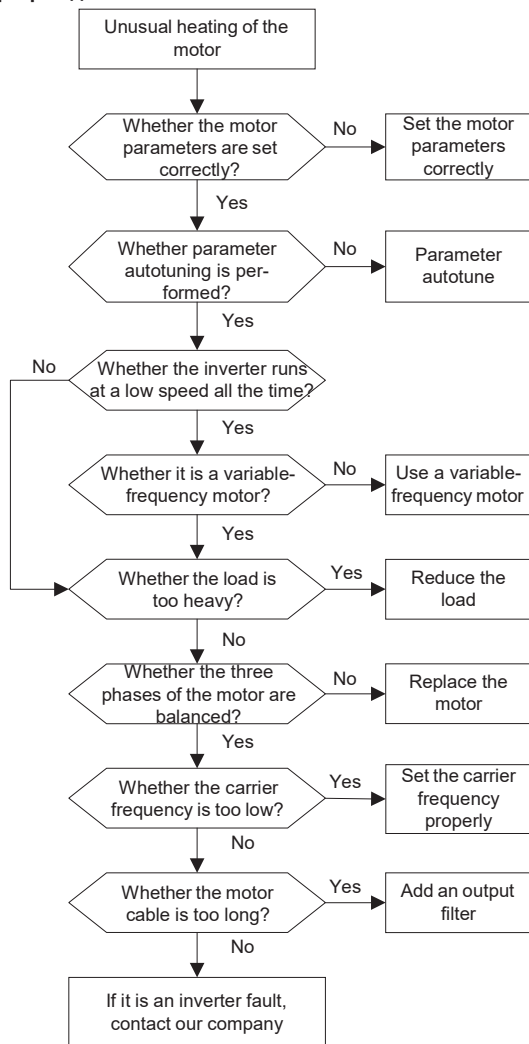 Unusual heating of the
motor
Whether the motor
parameters are set
correctly?
No
Set the motor
parameters
correctly
Yes
Whether parameter
autotuning is per-
formed?
No
Parameter
autotune
Yes
No
Whether the inverter runs
at a low speed all the time?
Yes
Whether it is a variable-
frequency motor?
No
Use a variable-
frequency motor
Yes
Whether the load is
too heavy?
Yes
Reduce the
load
No
Whether the three
phases of the motor are
balanced?
No
Replace the
motor
Yes
Whether the carrier
frequency is too low?
Yes
Set the carrier
frequency
properly
No
Whether the motor
cable is too long?
Yes
Add an output
filter
No
If it is an inverter fault,
contact our company